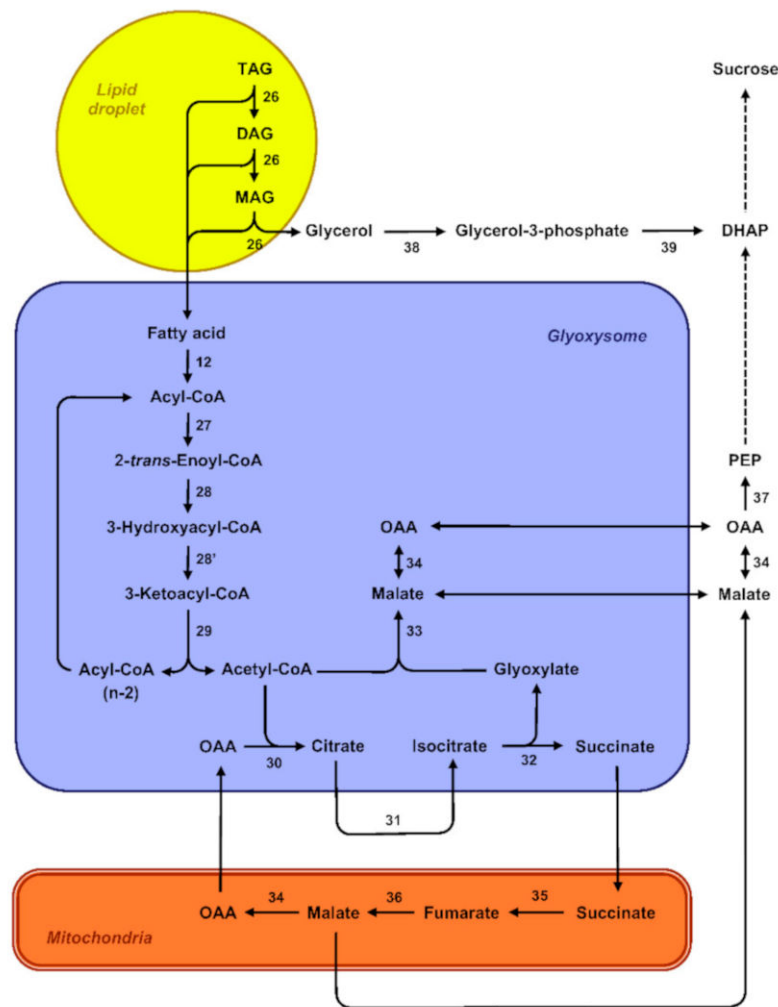 TAG
Sucrose
Lipid
droplet
26
DAG
26
MAG
26
Glycerol
38
Glycerol-3-phosphate
39
DHAP
Fatty acid
Glyoxysome
12
Acyl-CoA
27
2-trans-Enoyl-CoA
PEP
28
37
3-Hydroxyacyl-CoA
OAA
OAA
28’
34
34
3-Ketoacyl-CoA
Malate
Malate
29
33
Acyl-CoA
(n-2)
Acetyl-CoA
Glyoxylate
OAA
30
Citrate
Isocitrate
32
Succinate
31
OAA
34
Malate
36
Fumarate
35
Succinate
Mitochondria